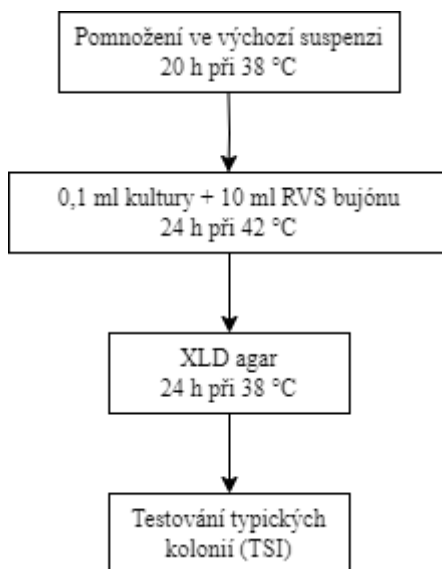 Pomnožení ve výchozí suspenzi
20 h při 38 °C
0,1 ml kultury + 10 ml RVS bujónu
24 h při 42 °C
XLD agar
24 h při 38 °C
Testování typických
kolonií (TSI)